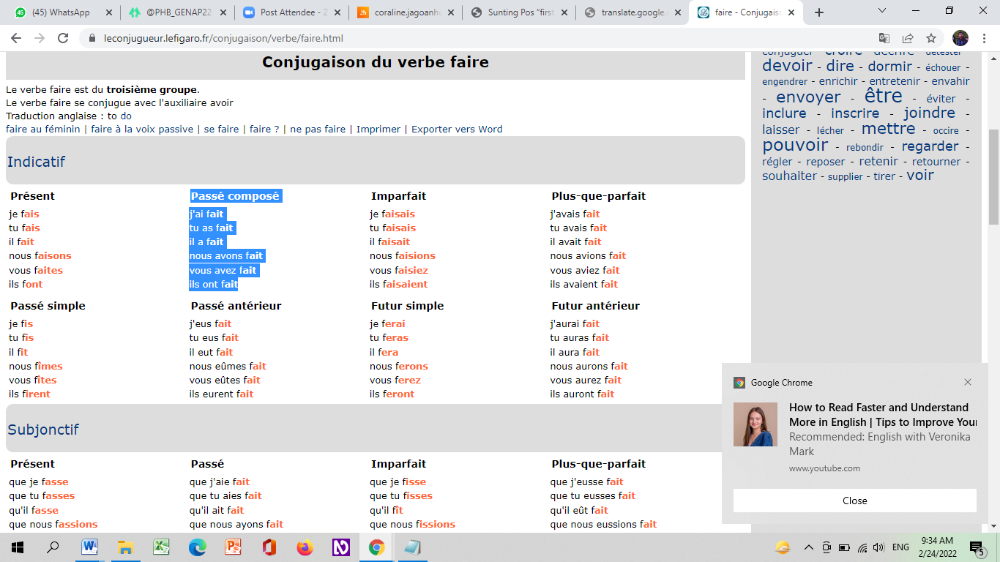 (45) WhatsApp
@PHB_GENAP22
Post Attendee - Z
coraline.jagoanh
Sunting Pos "first
translate.google.
faire - Conjugaiso
leconjugueur.lefigaro.fr/conjugaison/verbe/faire.html
Conjugaison du verbe faire
Le verbe faire est du troisième groupe.
Le verbe faire se conjugue avec l'auxiliaire avoir
Traduction anglaise : to do
faire au féminin | faire à la voix passive | se faire | faire ? | ne pas faire | Imprimer | Exporter vers Word
Indicatif
Présent
je fais
tu fais
il fait
nous faisons
vous faites
ils font
Passé composé
j'ai fait
tu as fait
il a fait
nous avons fait
vous avez fait
ils ont fait
Imparfait
je faisais
tu faisais
il faisait
nous faisions
vous faisiez
ils faisaient
Plus-que-parfait
j'avais fait
tu avais fait
il avait fait
nous avions fait
vous aviez fait
ils avaient fait
Passé simple
je fis
tu fis
il fit
nous fîmes
vous fîtes
ils firent
Passé antérieur
j'eus fait
tu eus fait
il eut fait
nous eûmes fait
vous eûtes fait
ils eurent fait
Futur simple
je ferai
tu feras
il fera
nous ferons
vous ferez
ils feront
Futur antérieur
j'aurai fait
tu auras fait
il aura fait
nous aurons fait
vous aurez fait
ils auront fait
Subjonctif
Présent
que je fasse
que tu fasses
qu'il fasse
que nous fassions
Passé
que j'aie fait
que tu aies fait
qu'il ait fait
que nous ayons fait
Imparfait
que je fisse
que tu fisses
qu'il fît
que nous fissions
Plus-que-parfait
que j'eusse fait
que tu eusses fait
qu'il eût fait
que nous eussions fait
conjuguer croire décrire détester
devoir - dire - dormir - échouer -
engendrer - enrichir - entretenir - envahir
- envoyer - être - éviter -
inclure - inscrire - joindre -
laisser - lécher - mettre - occire -
pouvoir - rebondir - regarder -
régler - reposer - retenir - retourner -
souhaiter - supplier - tirer - voir
Google Chrome
How to Read Faster and Understand
More in English | Tips to Improve Your
Recommended: English with Veronika
Mark
www.youtube.com
Close
ENG
9:34 AM
2/24/2022
5